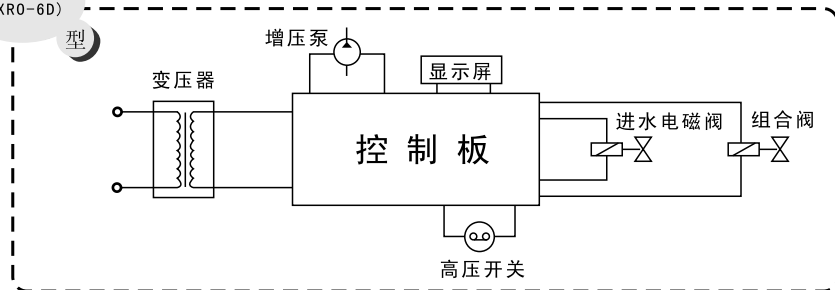 XRO-6D)
型
增压泵
显示屏
变压器
进水电磁阀
组合阀
控制板
高压开关